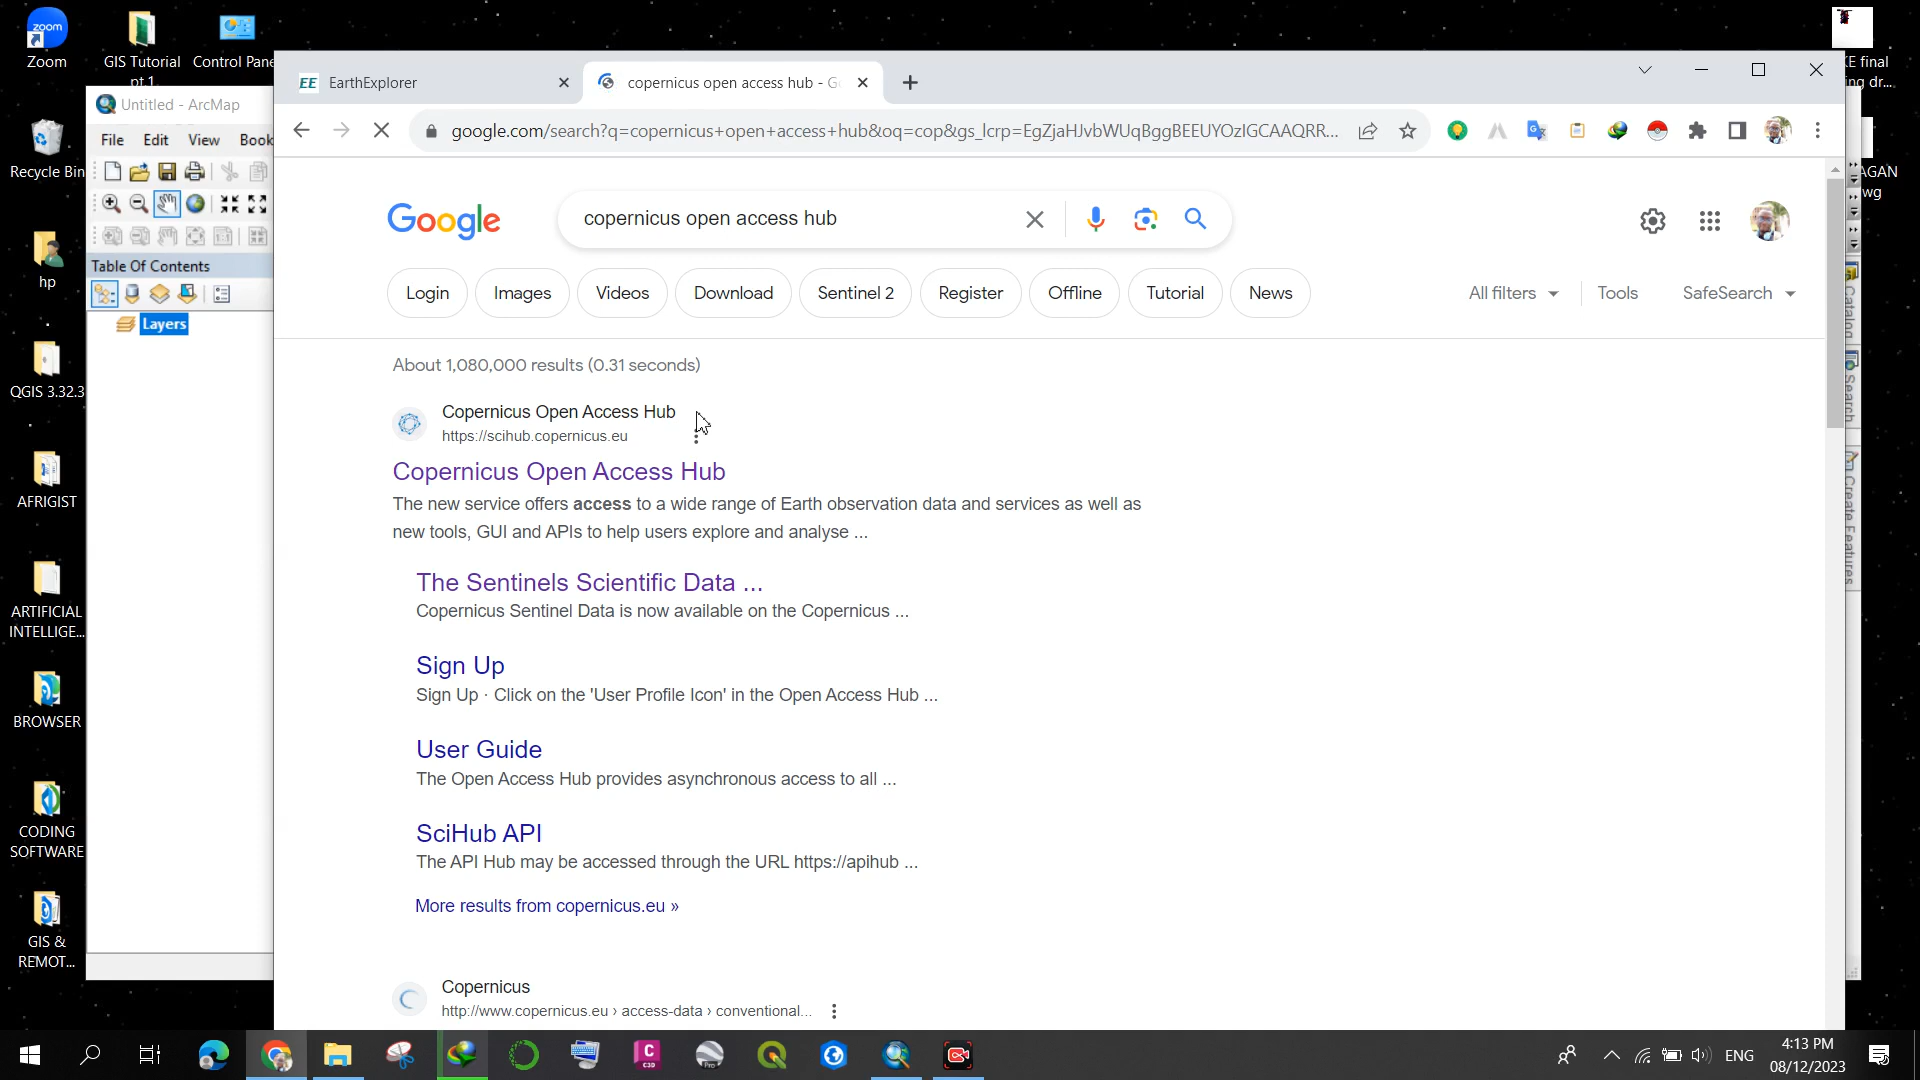 Zoom
GIS Tutorial
pt.1
Control Pane
EE EarthExplorer
copernicus open access hub - G
google.com/search?q=copernicus+open+access+hub&oq=cop&gs_lcrp=EgZjaHJvbWUqBggBEEUYOzIGCAAQRR...
Untitled - ArcMap
File Edit View Book
Recycle Bin
Table Of Contents
Layers
hp
QGIS 3.32.3
AFRIGIST
ARTIFICIAL
INTELLIGE...
BROWSER
CODING
SOFTWARE
GIS &
REMOT...
Google
copernicus open access hub
Login Images Videos Download Sentinel 2 Register Offline Tutorial News
All filters Tools SafeSearch
About 1,080,000 results (0.31 seconds)
Copernicus Open Access Hub
https://scihub.copernicus.eu
Copernicus Open Access Hub
The new service offers access to a wide range of Earth observation data and services as well as
new tools, GUI and APIs to help users explore and analyse ...
The Sentinels Scientific Data ...
Copernicus Sentinel Data is now available on the Copernicus ...
Sign Up
Sign Up · Click on the 'User Profile Icon' in the Open Access Hub ...
User Guide
The Open Access Hub provides asynchronous access to all ...
SciHub API
The API Hub may be accessed through the URL https://apihub ...
More results from copernicus.eu »
Copernicus
http://www.copernicus.eu › access-data › conventional...
KE final
ng dr...
AGAN
wg
Catalog
Search
Create Features
C
C3D
Pro
ENG
4:13 PM
08/12/2023